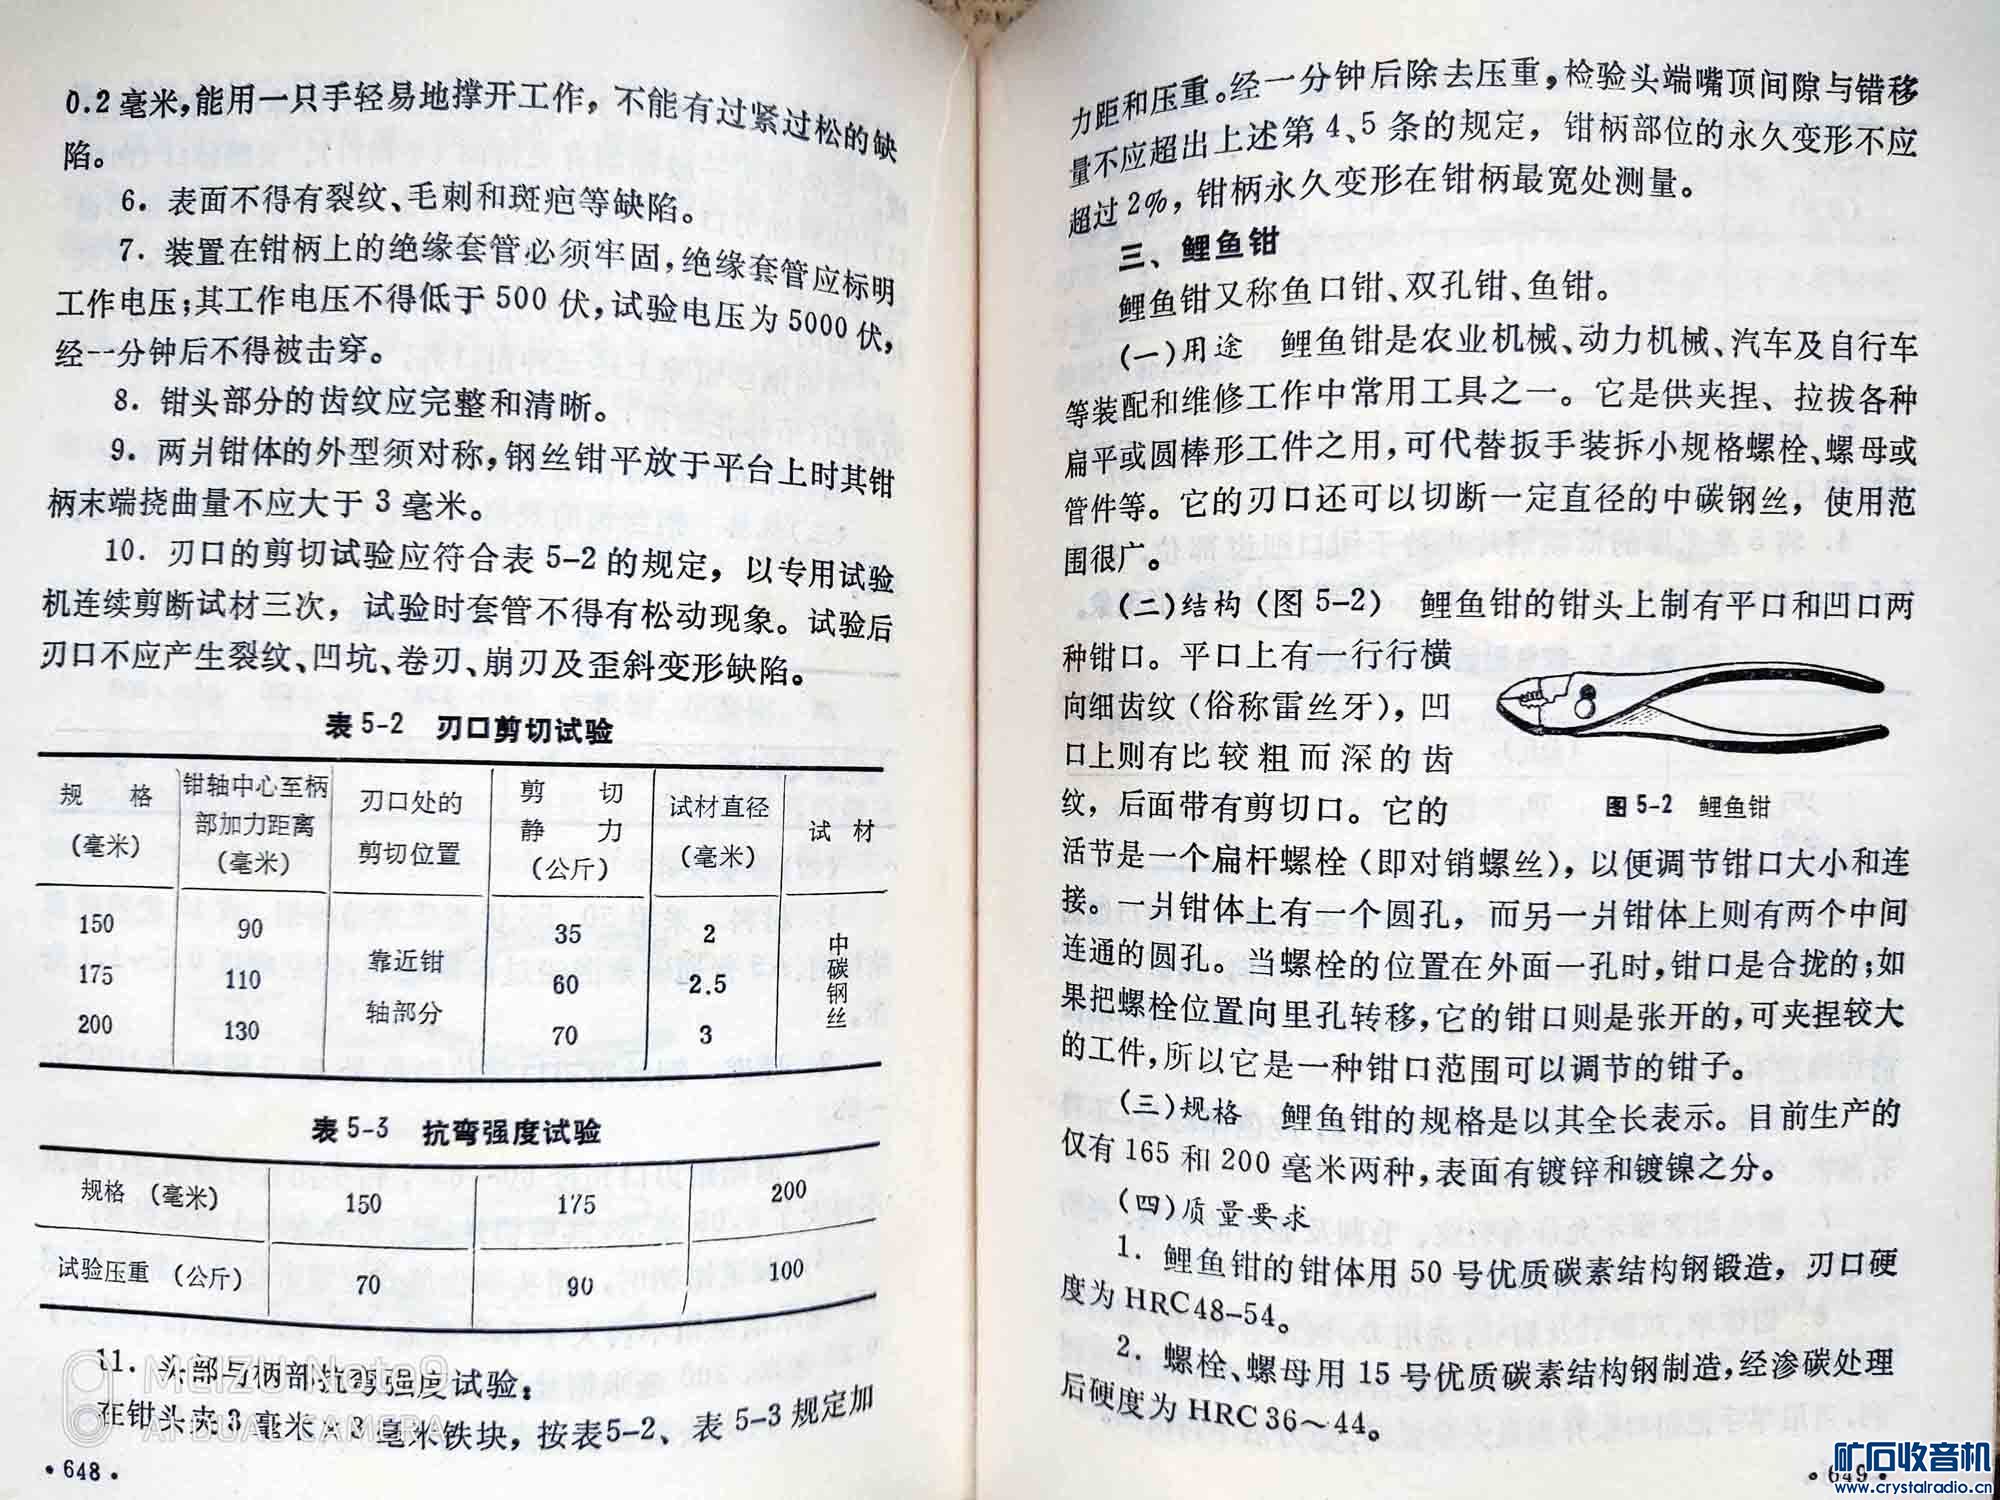 0.2毫米，能用一只手轻易地撑开工作，不能有过紧过松的缺
陷。
6．表面不得有裂纹、毛刺和斑疤等缺陷。
7．装置在钳柄上的绝缘套管必须牢固，绝缘套管应标明
工作电压；其工作电压不得低于500伏，试验电压为5000伏，
经一分钟后不得被击穿。
8．钳头部分的齿纹应完整和清晰。
9．两爿钳体的外型须对称，钢丝钳平放于平台上时其钳
柄末端挠曲量不应大于3毫米。
10．刃口的剪切试验应符合表5-2的规定，以专用试验
机连续剪断试材三次，试验时套管不得有松动现象。试验后
刃口不应产生裂纹、凹坑、卷刃、崩刃及歪斜变形缺陷。
表5-2 刃口剪切试验
规格（毫米） 钳轴中心至柄部加力距离（毫米） 刃口处的剪切位置 剪切静力（公斤） 试材直径（毫米） 试材
150 90 靠近钳轴部分 35 2 中碳钢丝
175 110 60 2.5
200 130 70 3
表5-3 抗弯强度试验
规格（毫米） 150 175 200
试验压重（公斤） 70 90 100
11．头部与柄部抗弯强度试验：
在钳头夹3毫米×3毫米铁块，按表5-2、表5-3规定加
MEIZU Note9
AI DUAL CAMERA
·648·
力距和压重。经一分钟后除去压重，检验头端嘴顶间隙与错移
量不应超出上述第4、5条的规定，钳柄部位的永久变形不应
超过2%，钳柄永久变形在钳柄最宽处测量。
三、鲤鱼钳
鲤鱼钳又称鱼口钳、双孔钳、鱼钳。
（一）用途 鲤鱼钳是农业机械、动力机械、汽车及自行车
等装配和维修工作中常用工具之一。它是供夹捏、拉拔各种
扁平或圆棒形工件之用，可代替扳手装拆小规格螺栓、螺母或
管件等。它的刃口还可以切断一定直径的中碳钢丝，使用范
围很广。
（二）结构（图5-2） 鲤鱼钳的钳头上制有平口和凹口两
种钳口。平口上有一行行横
向细齿纹（俗称雷丝牙），凹
口上则有比较粗而深的齿
纹，后面带有剪切口。它的
图5-2 鲤鱼钳
活节是一个扁杆螺栓（即对销螺丝），以便调节钳口大小和连
接。一爿钳体上有一个圆孔，而另一爿钳体上则有两个中间
连通的圆孔。当螺栓的位置在外面一孔时，钳口是合拢的；如
果把螺栓位置向里孔转移，它的钳口则是张开的，可夹捏较大
的工件，所以它是一种钳口范围可以调节的钳子。
（三）规格 鲤鱼钳的规格是以其全长表示。目前生产的
仅有165和200毫米两种，表面有镀锌和镀镍之分。
（四）质量要求
1．鲤鱼钳的钳体用50号优质碳素结构钢锻造，刃口硬
度为HRC48-54。
2．螺栓、螺母用15号优质碳素结构钢制造，经渗碳处理
后硬度为HRC36～44。
·649·
矿石收音机
www.crystalradio.cn